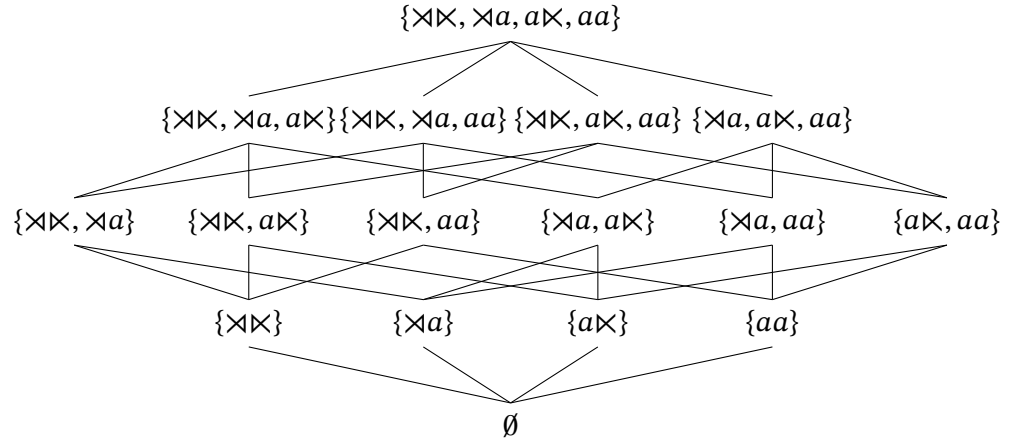 {⋊⋉, ⋊a, a⋉, aa}
{⋊⋉, ⋊a, a⋉} {⋊⋉, ⋊a, aa} {⋊⋉, a⋉, aa} {⋊a, a⋉, aa}
{⋊⋉, ⋊a} {⋊⋉, a⋉} {⋊⋉, aa} {⋊a, a⋉} {⋊a, aa} {a⋉, aa}
{⋊⋉} {⋊a} {a⋉} {aa}
∅